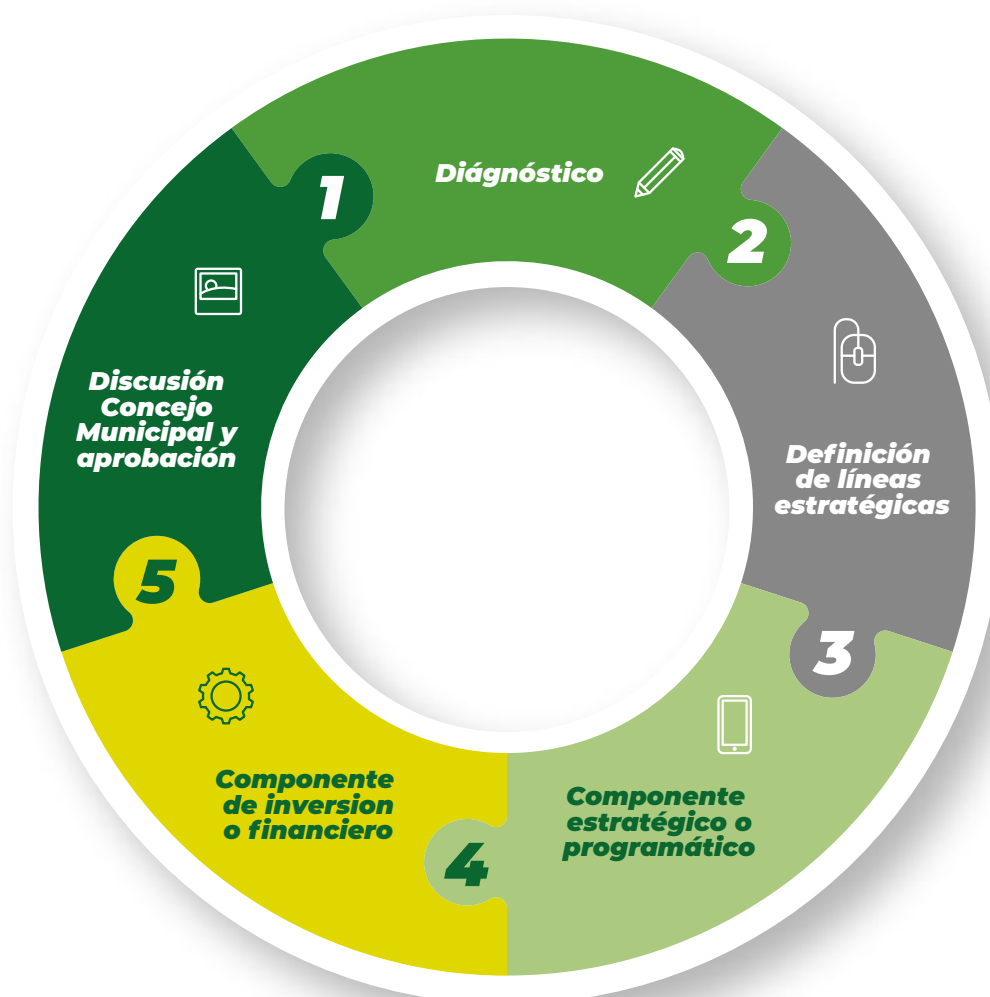 1
Diágnóstico
2
Definición
de líneas
estratégicas
3
Componente
estratégico o
programático
4
Componente
de inversion
o financiero
5
Discusión
Concejo
Municipal y
aprobación